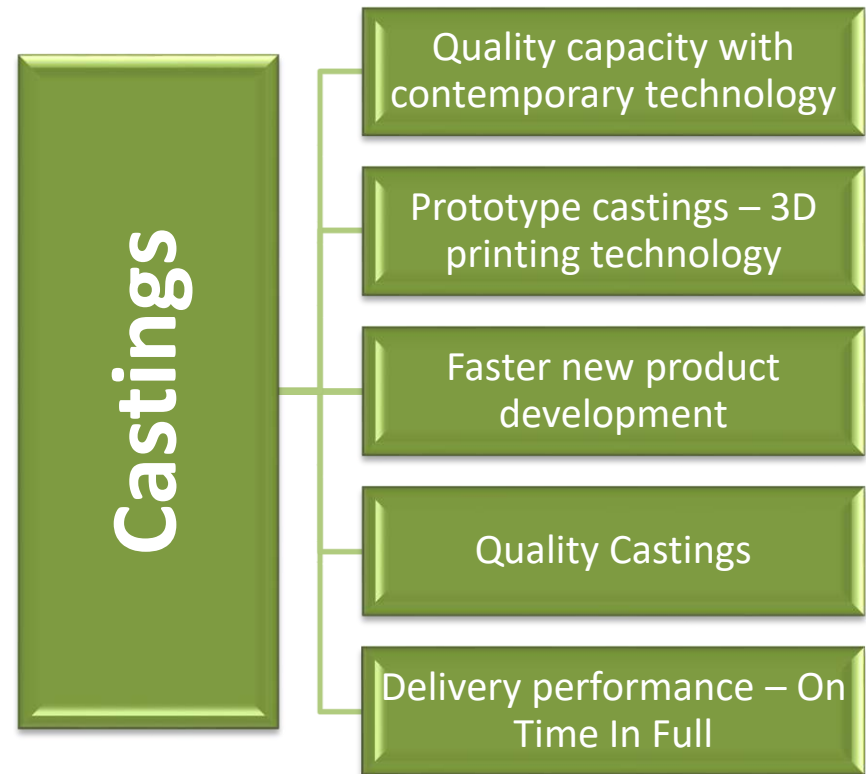 Castings
Quality capacity with
contemporary technology
Prototype castings – 3D
printing technology
Faster new product
development
Quality Castings
Delivery performance – On
Time In Full